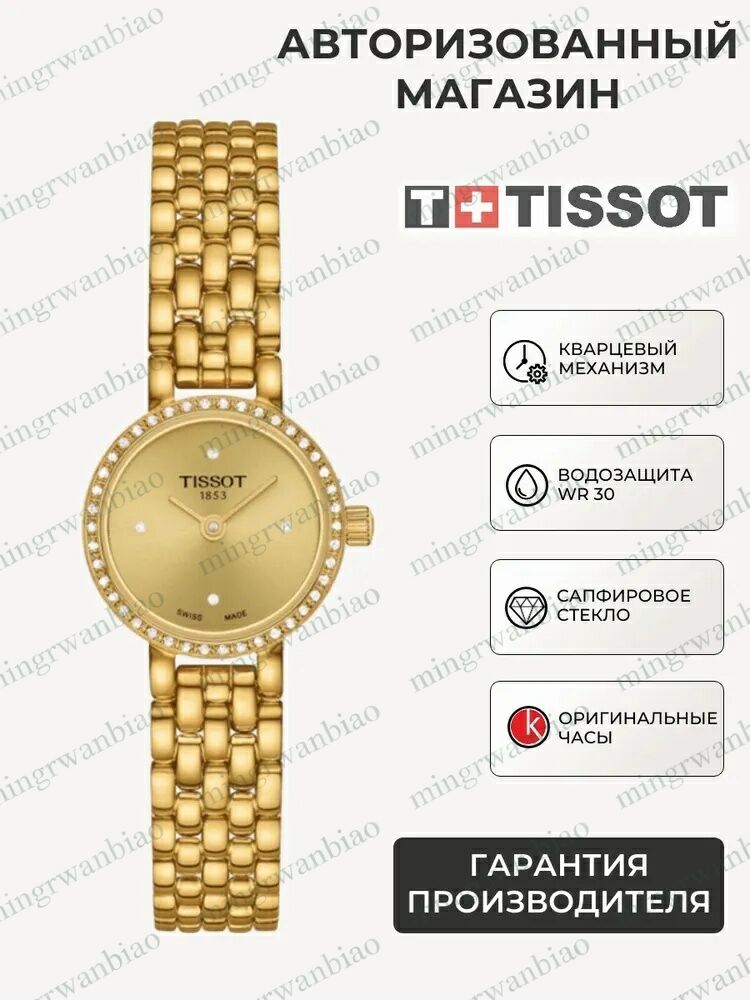 АВТОРИЗОВАННЫЙ
МАГАЗИН
T+ TISSOT
КВАРЦЕВЫЙ
МЕХАНИЗМ
ВОДОЗАЩИТА
WR 30
САПФИРОВОЕ
СТЕКЛО
ОРИГИНАЛЬНЫЕ
ЧАСЫ
ГАРАНТИЯ
ПРОИЗВОДИТЕЛЯ
TISSOT
1853
SWISS MADE
k
mingrwanbiao